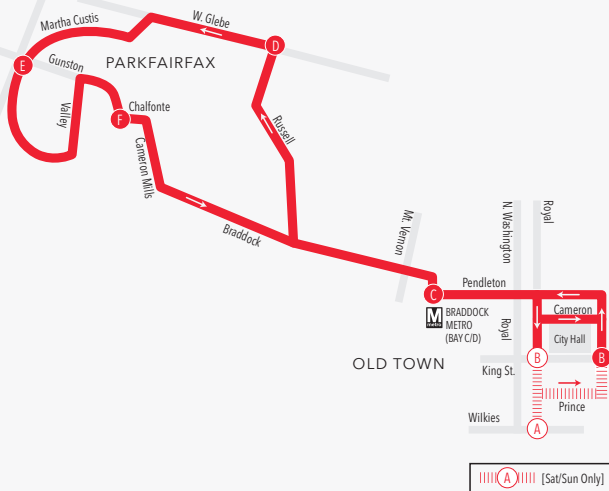 Martha Custis
W. Glebe
D
E
Gunston
PARKFAIRFAX
Valley
F
Chalfonte
Russell
Cameron Mills
Braddock
Mt. Vernon
N. Washington
Royal
C
Pendleton
M
metro
BRADDOCK
METRO
(BAY C/D)
Royal
Cameron
City Hall
OLD TOWN
B
B
King St.
Prince
Wilkies
A
A
[Sat/Sun Only]